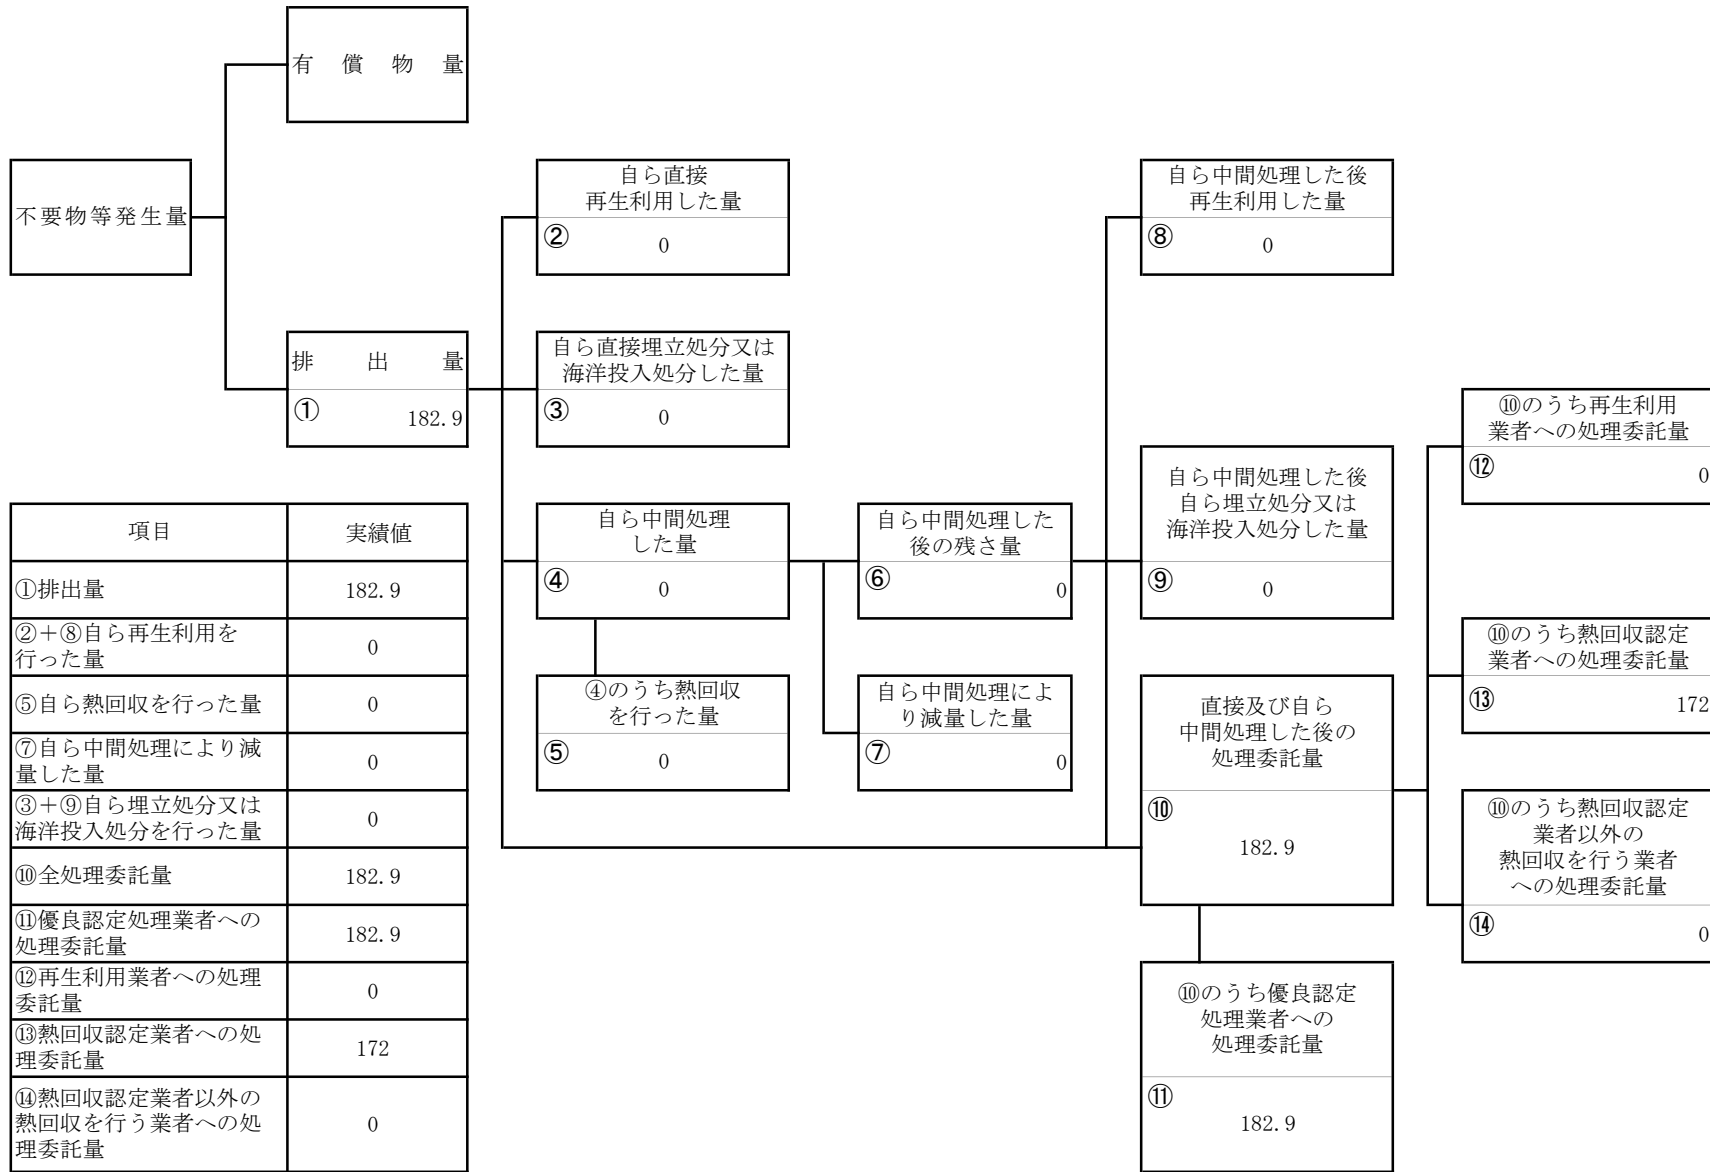 有償物量
不要物等発生量
排出量
①
182.9
自ら直接
再生利用した量
②
0
自ら直接埋立処分又は
海洋投入処分した量
③
0
自ら中間処理
した量
④
0
④のうち熱回収
を行った量
⑤
0
自ら中間処理した
後の残さ量
⑥
0
自ら中間処理によ
り減量した量
⑦
0
自ら中間処理した後
再生利用した量
⑧
0
自ら中間処理した後
自ら埋立処分又は
海洋投入処分した量
⑨
0
直接及び自ら
中間処理した後の
処理委託量
⑩
182.9
⑩のうち優良認定
処理業者への
処理委託量
⑪
182.9
⑩のうち再生利用
業者への処理委託量
⑫
0
⑩のうち熱回収認定
業者への処理委託量
⑬
172
⑩のうち熱回収認定
業者以外の
熱回収を行う業者
への処理委託量
⑭
0
項目 実績値
①排出量 182.9
②＋⑧自ら再生利用を
行った量
0
⑤自ら熱回収を行った量 0
⑦自ら中間処理により減
量した量
0
③＋⑨自ら埋立処分又は
海洋投入処分を行った量
0
⑩全処理委託量 182.9
⑪優良認定処理業者への
処理委託量
182.9
⑫再生利用業者への処理
委託量
0
⑬熱回収認定業者への処
理委託量
172
⑭熱回収認定業者以外の
熱回収を行う業者への処
理委託量
0